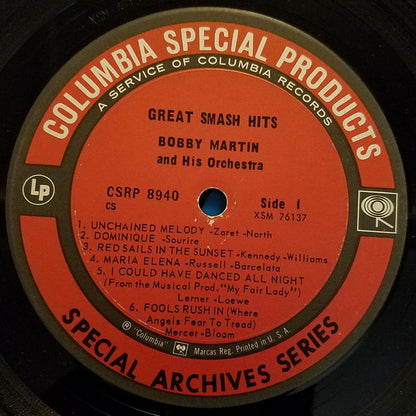 COLUMBIA SPECIAL PRODUCTS
A SERVICE OF COLUMBIA RECORDS
GREAT SMASH HITS
BOBBY MARTIN
and His Orchestra
LP
CSRP 8940
CS
Side 1
XSM 76137
1. UNCHAINED MELODY -Zaret -North
2. DOMINIQUE -Sourire
3. RED SAILS IN THE SUNSET -Kennedy -Williams
4. MARIA ELENA -Russell -Barcelata
5. I COULD HAVE DANCED ALL NIGHT
(From the Musical Prod."My Fair Lady")
Lerner -Loewe
6. FOOLS RUSH IN (Where
Angels Fear To Tread)
Mercer-Bloom
® "Columbia" Marcas Reg. Printed in U. S. A.
SPECIAL ARCHIVES SERIES